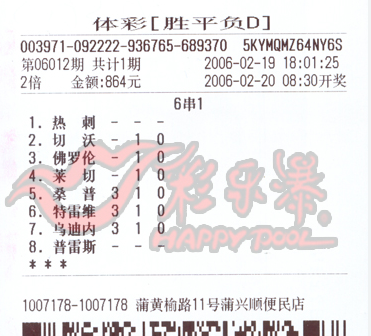 体彩[胜平负D]
003971-092222-936765-689370 5KYMQMZ64NY6S
第06012期 共计1期 2006-02-19 18:01:25
2倍 金额:864元 2006-02-20 08:30开奖
6串1
1. 热 刺 - - -
2. 切 沃 - 1 0
3. 佛罗伦 - 1 0
4. 莱 切 - 1 0
5. 桑 普 3 1 0
6. 特雷维 3 1 0
7. 乌迪内 3 1 0
8. 普雷斯 - - -
* * *
彩乐瀑
HAPPY POOL
1007178-1007178 蒲黄榆路11号蒲兴顺便民店